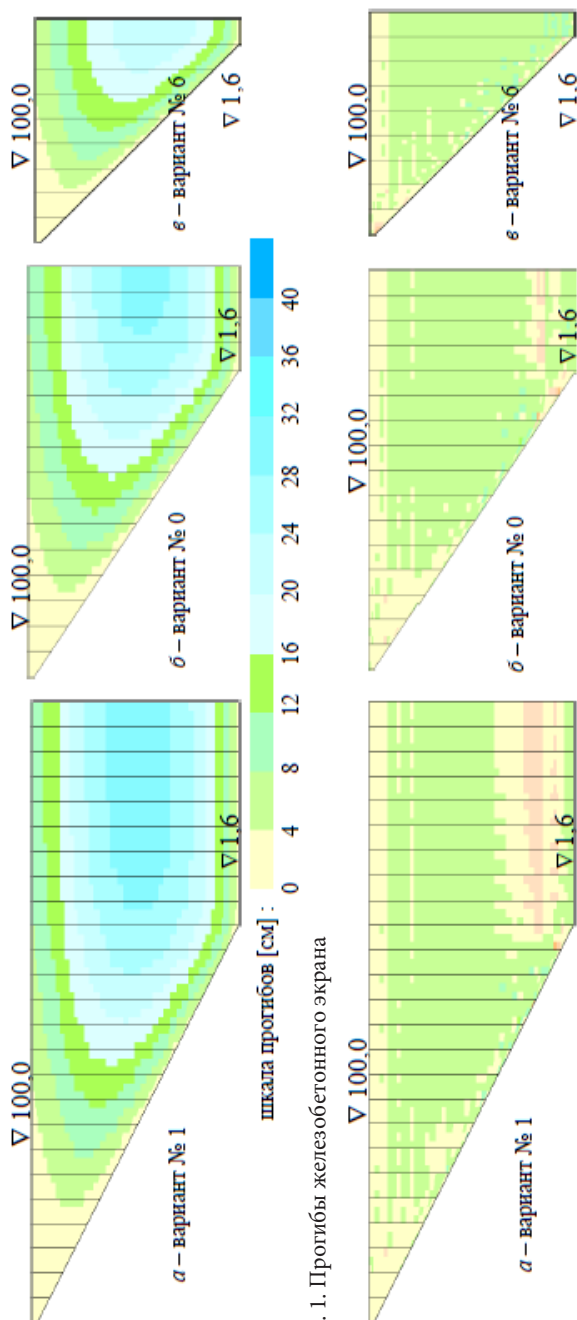 ∇ 100,0
∇ 100,0
∇ 100,0
∇ 1,6
∇ 1,6
∇ 1,6
а – вариант № 1
б – вариант № 0
в – вариант № 6
шкала прогибов [см] :
0 4 8 12 16 20 24 28 32 36 40
. 1. Прогибы железобетонного экрана
∇ 100,0
∇ 100,0
∇ 100,0
∇ 1,6
∇ 1,6
∇ 1,6
а – вариант № 1
б – вариант № 0
в – вариант № 6